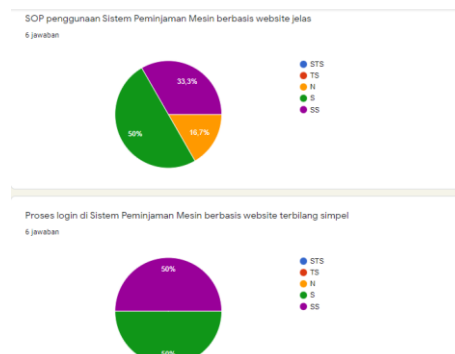 SOP penggunaan Sistem Peminjaman Mesin berbasis website jelas
6 jawaban
33,3%
50%
16,7%
STS
TS
N
S
SS
Proses login di Sistem Peminjaman Mesin berbasis website terbilang simpel
6 jawaban
50%
50%
STS
TS
N
S
SS